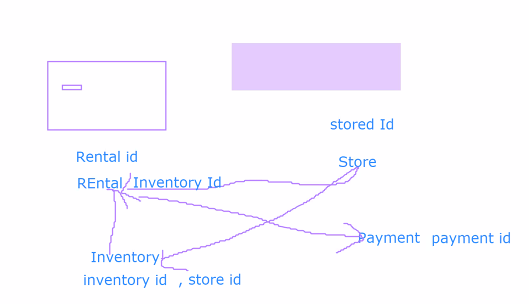 stored Id
Rental id
Store
REntal Inventory Id
Payment payment id
Inventory
inventory id , store id